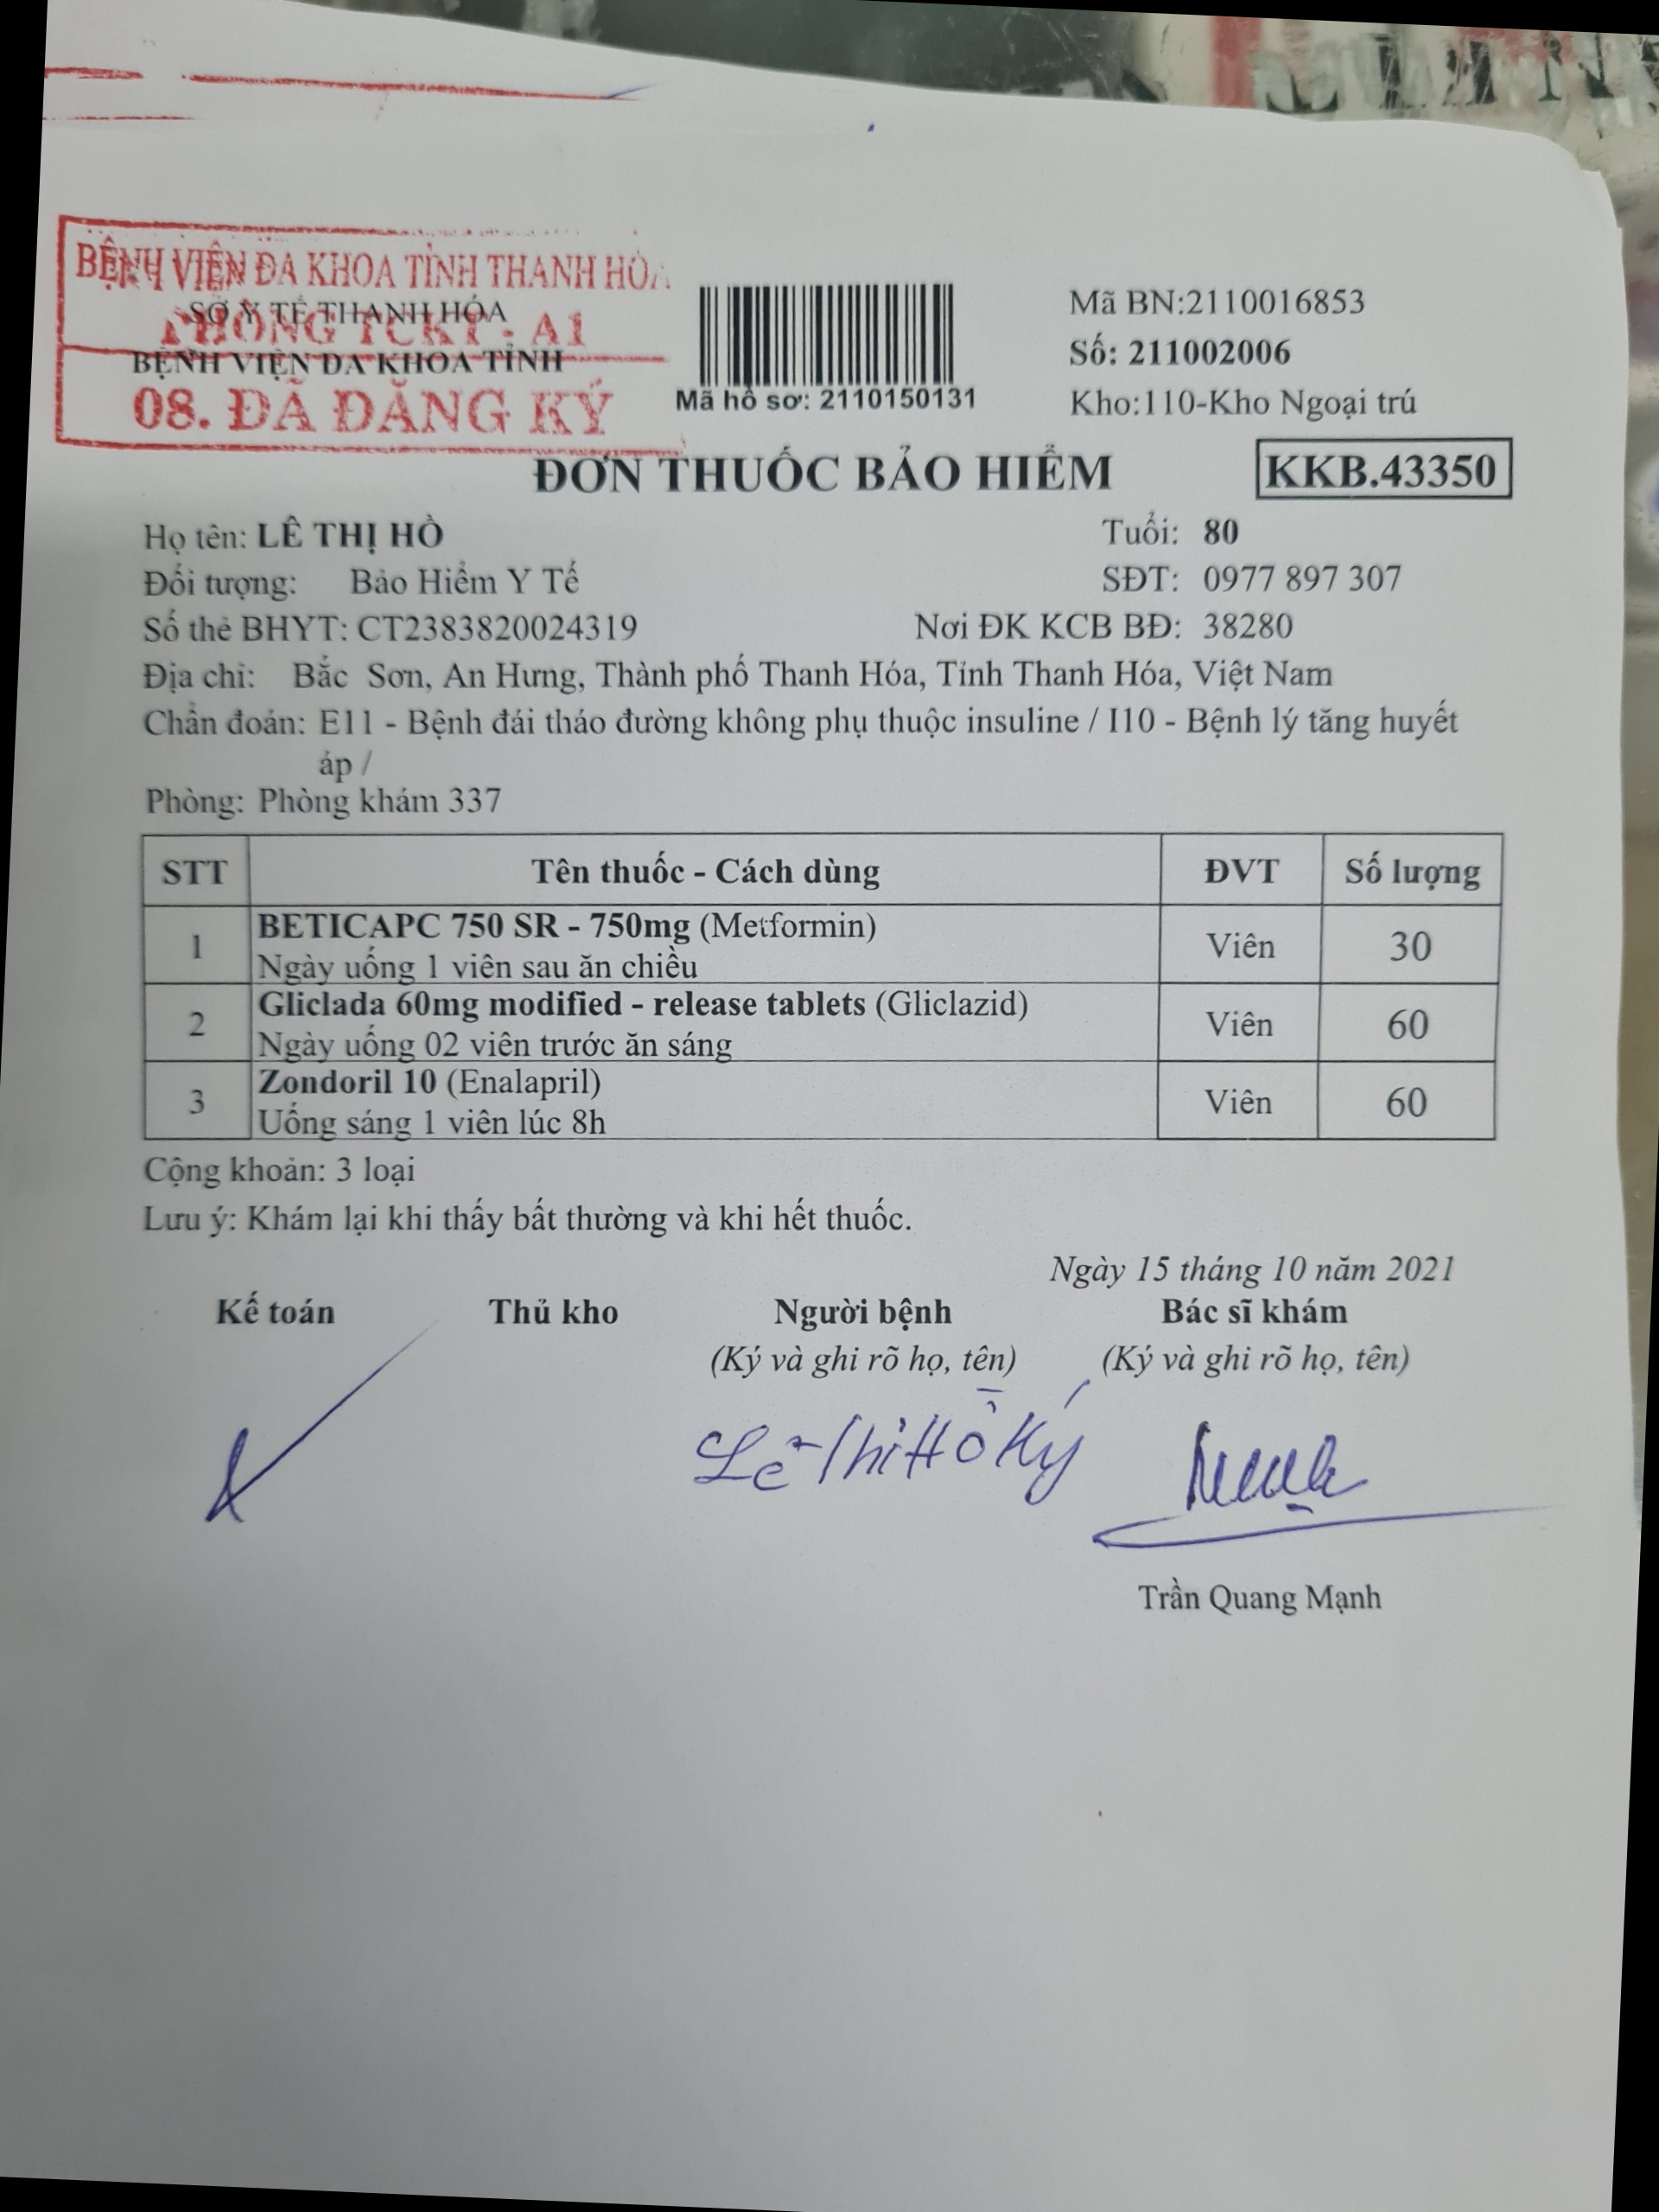 BỆNH VIỆN ĐA KHOA TỈNH THANH HÓA
SỞ Y TẾ THANH HÓA
PHÒNG TCKT - A1
BỆNH VIỆN ĐA KHOA TỈNH
08. ĐÃ ĐĂNG KÝ
Mã hồ sơ: 2110150131
Mã BN:2110016853
Số: 211002006
Kho:110-Kho Ngoại trú
ĐƠN THUỐC BẢO HIỂM
KKB.43350
Họ tên: LÊ THỊ HỒ Tuổi: 80
Đối tượng: Bảo Hiểm Y Tế SĐT: 0977 897 307
Số thẻ BHYT: CT2383820024319 Nơi ĐK KCB BĐ: 38280
Địa chỉ: Bắc Sơn, An Hưng, Thành phố Thanh Hóa, Tỉnh Thanh Hóa, Việt Nam
Chẩn đoán: E11 - Bệnh đái tháo đường không phụ thuộc insuline / I10 - Bệnh lý tăng huyết
áp /
Phòng: Phòng khám 337
STT Tên thuốc - Cách dùng ĐVT Số lượng
1 BETICAPC 750 SR - 750mg (Metformin) Viên 30
Ngày uống 1 viên sau ăn chiều
2 Gliclada 60mg modified - release tablets (Gliclazid) Viên 60
Ngày uống 02 viên trước ăn sáng
3 Zondoril 10 (Enalapril) Viên 60
Uống sáng 1 viên lúc 8h
Cộng khoản: 3 loại
Lưu ý: Khám lại khi thấy bất thường và khi hết thuốc.
Ngày 15 tháng 10 năm 2021
Kế toán Thủ kho Người bệnh Bác sĩ khám
(Ký và ghi rõ họ, tên) (Ký và ghi rõ họ, tên)
Lê Thị Hồ Ký
Trần Quang Mạnh